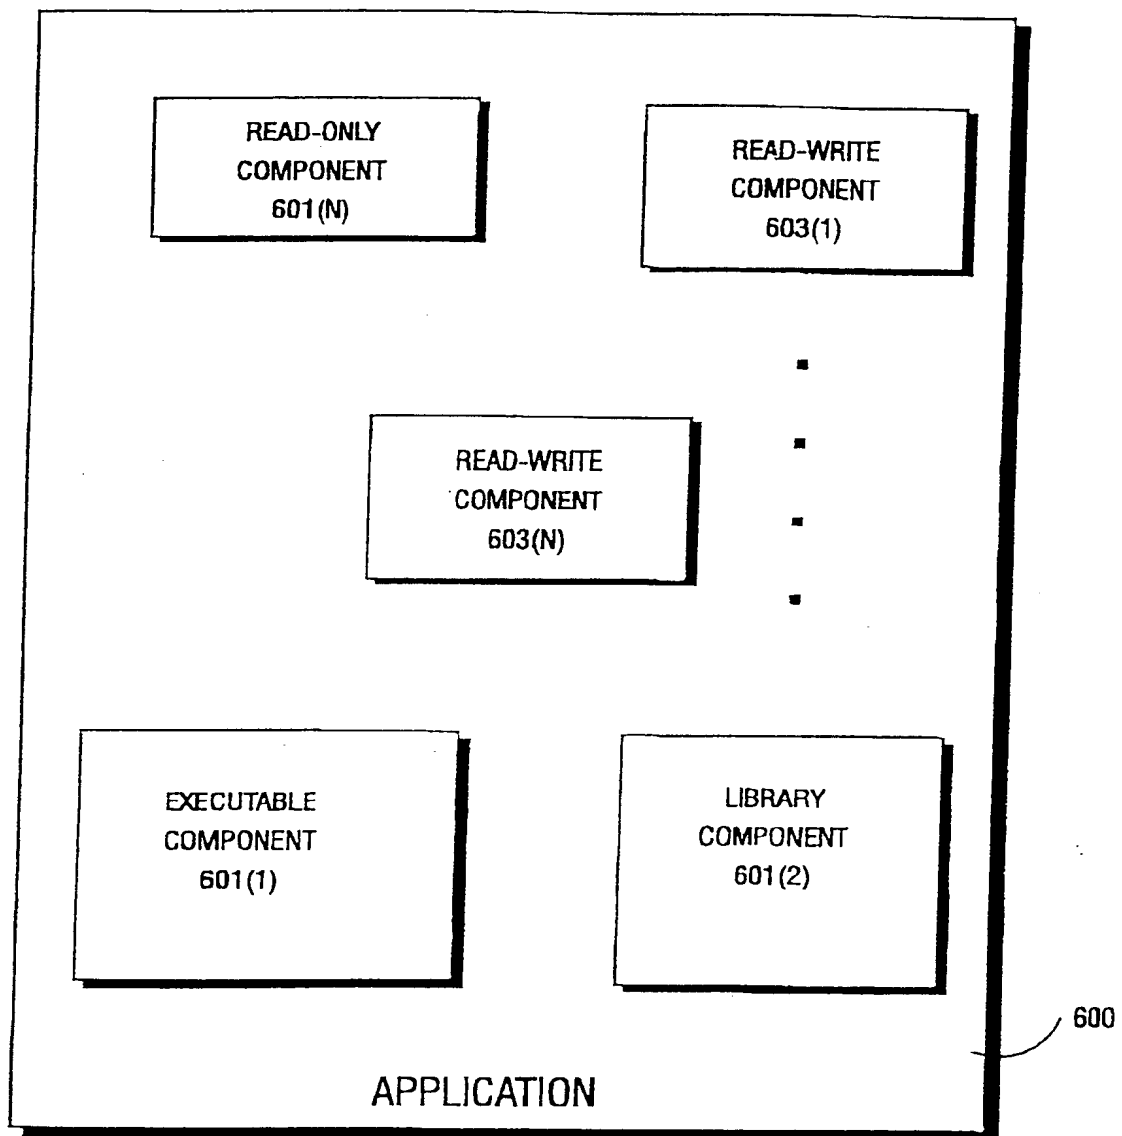 READ-ONLY
COMPONENT
601(N)
READ-WRITE
COMPONENT
603(1)
READ-WRITE
COMPONENT
603(N)
EXECUTABLE
COMPONENT
601(1)
LIBRARY
COMPONENT
601(2)
600
APPLICATION